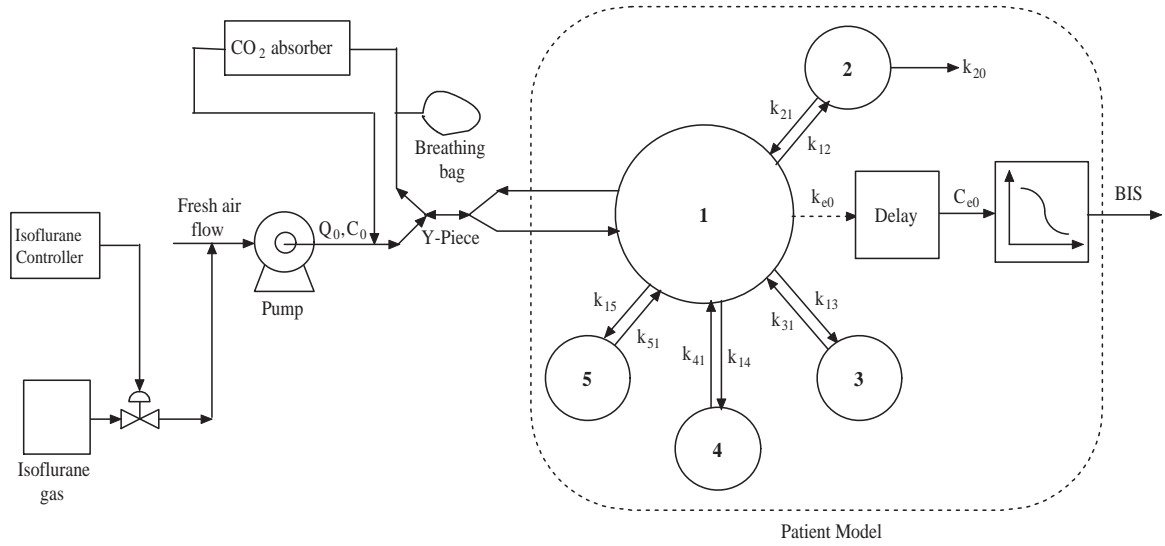 CO2 absorber
Breathing
bag
Fresh air
flow
Isoflurane
Controller
Q0, C0
Y-Piece
Pump
Isoflurane
gas
1
2
3
4
5
k20
k21
k12
ke0
Delay
Ce0
BIS
k15
k51
k41
k14
k13
k31
Patient Model